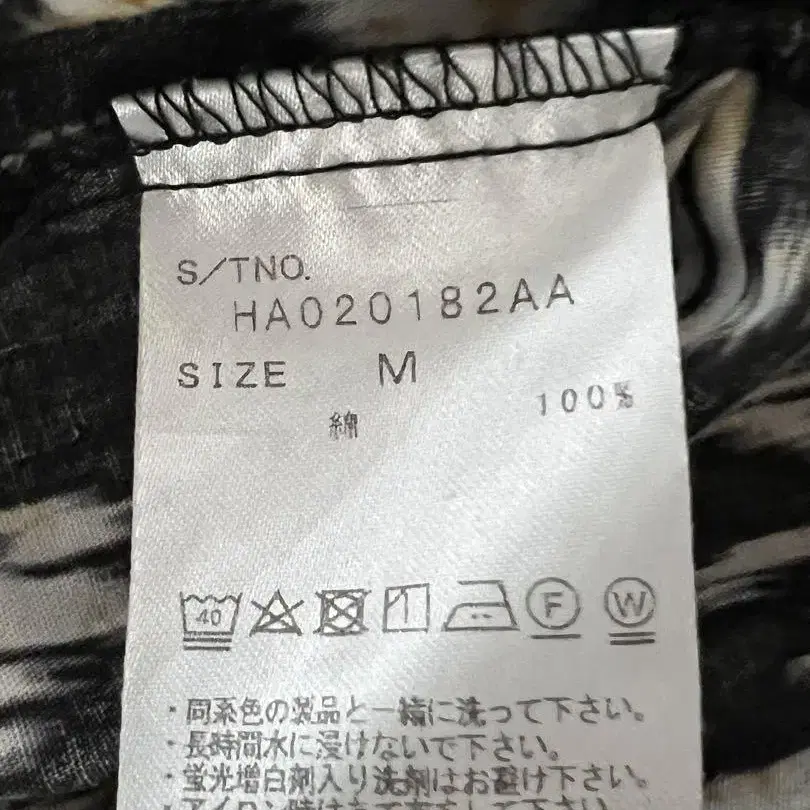 S/TNO.
HA020182AA
SIZE M
綿 100%
40 F W
・同系色の製品と一緒に洗って下さい。
・長時間水に浸けないで下さい。
・蛍光増白剤入り洗剤はお避け下さい。